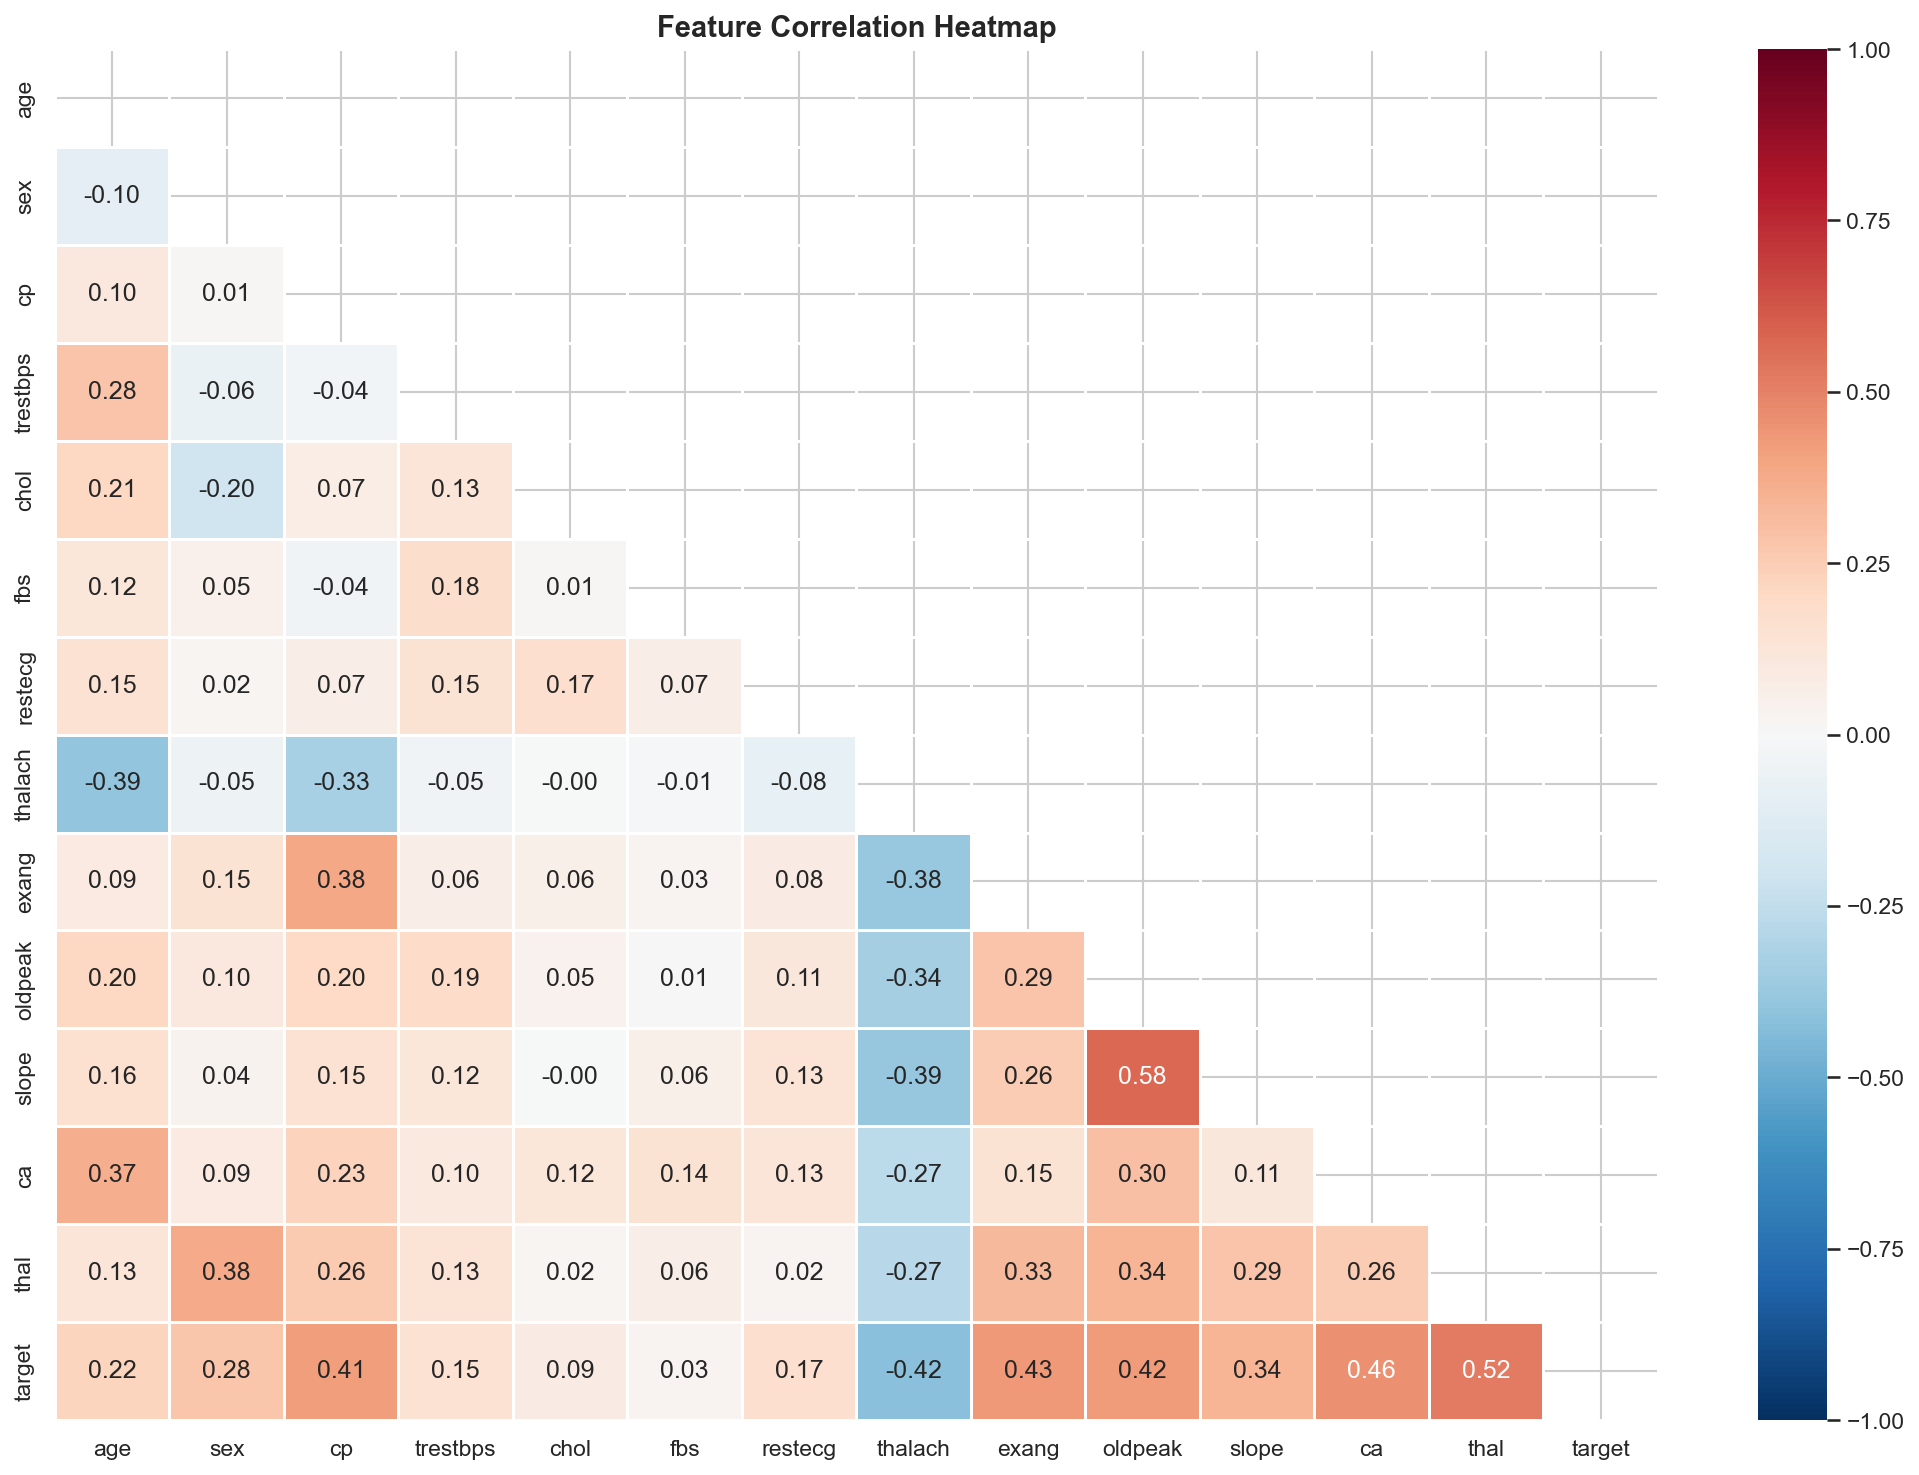 Feature Correlation Heatmap
age
sex -0.10
cp 0.10 0.01
trestbps 0.28 -0.06 -0.04
chol 0.21 -0.20 0.07 0.13
fbs 0.12 0.05 -0.04 0.18 0.01
restecg 0.15 0.02 0.07 0.15 0.17 0.07
thalach -0.39 -0.05 -0.33 -0.05 -0.00 -0.01 -0.08
exang 0.09 0.15 0.38 0.06 0.06 0.03 0.08 -0.38
oldpeak 0.20 0.10 0.20 0.19 0.05 0.01 0.11 -0.34 0.29
slope 0.16 0.04 0.15 0.12 -0.00 0.06 0.13 -0.39 0.26 0.58
ca 0.37 0.09 0.23 0.10 0.12 0.14 0.13 -0.27 0.15 0.30 0.11
thal 0.13 0.38 0.26 0.13 0.02 0.06 0.02 -0.27 0.33 0.34 0.29 0.26
target 0.22 0.28 0.41 0.15 0.09 0.03 0.17 -0.42 0.43 0.42 0.34 0.46 0.52
age sex cp trestbps chol fbs restecg thalach exang oldpeak slope ca thal target
1.00
0.75
0.50
0.25
0.00
−0.25
−0.50
−0.75
−1.00